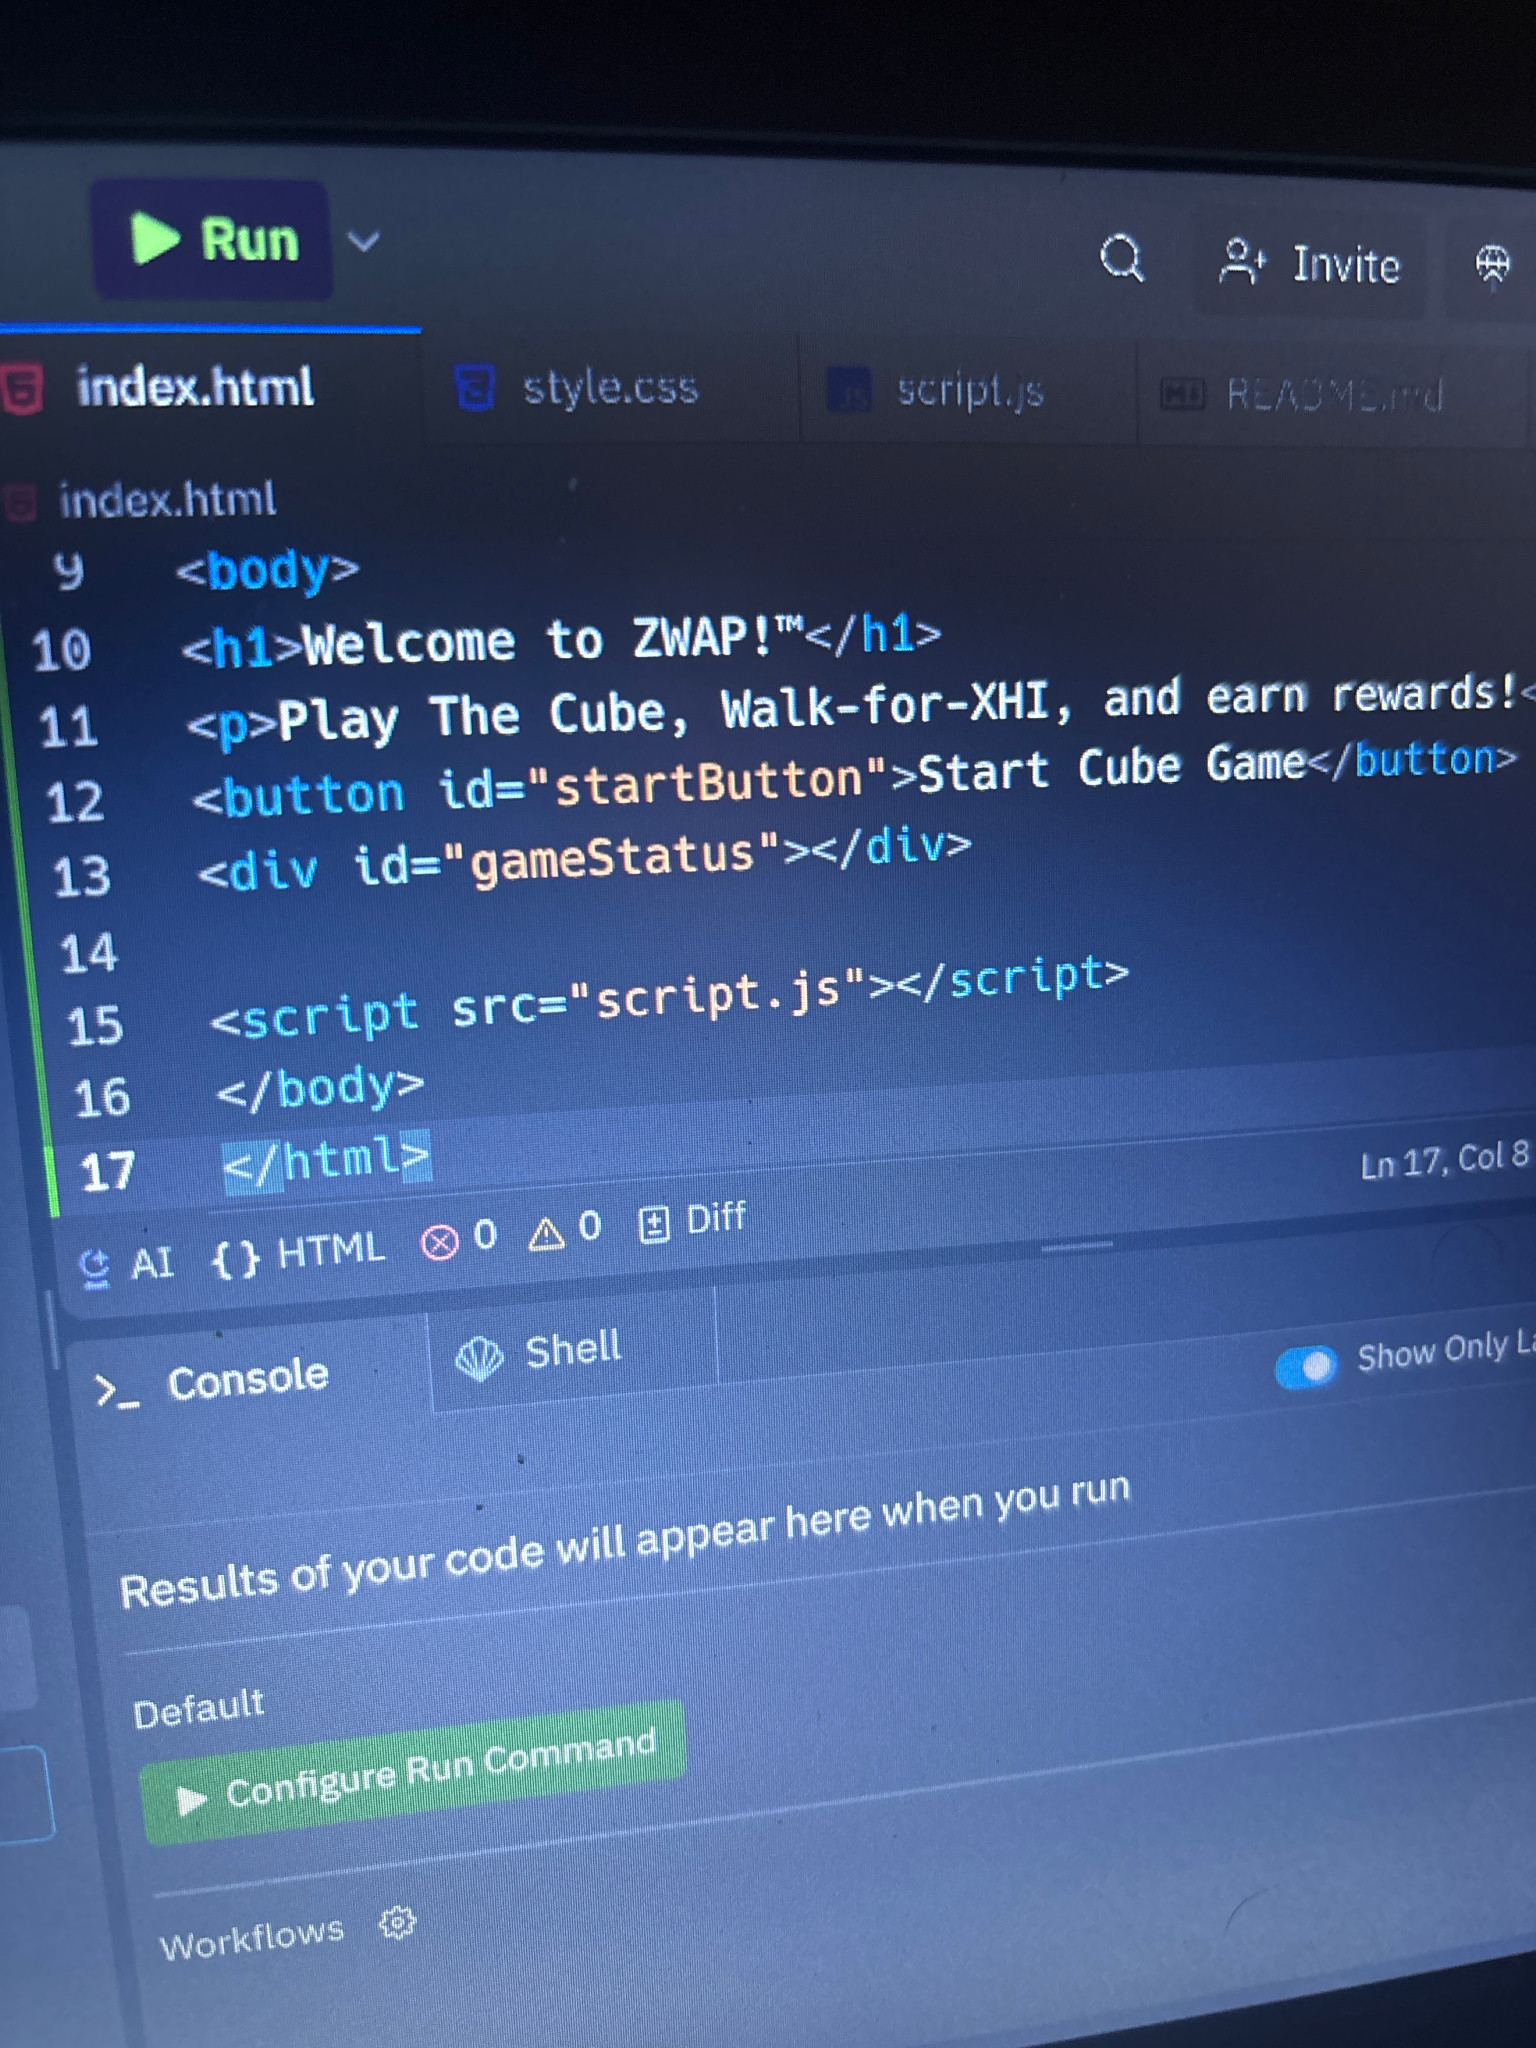 Run
Invite
index.html
style.css
script.js
README.md
index.html
9 <body>
10 <h1>Welcome to ZWAP!™</h1>
11 <p>Play The Cube, Walk-for-XHI, and earn rewards!<
12 <button id="startButton">Start Cube Game</button>
13 <div id="gameStatus"></div>
14
15 <script src="script.js"></script>
16 </body>
17 </html>
Ln 17, Col 8
AI {} HTML 0 0 Diff
>_ Console
Shell
Show Only La
Results of your code will appear here when you run
Default
Configure Run Command
Workflows